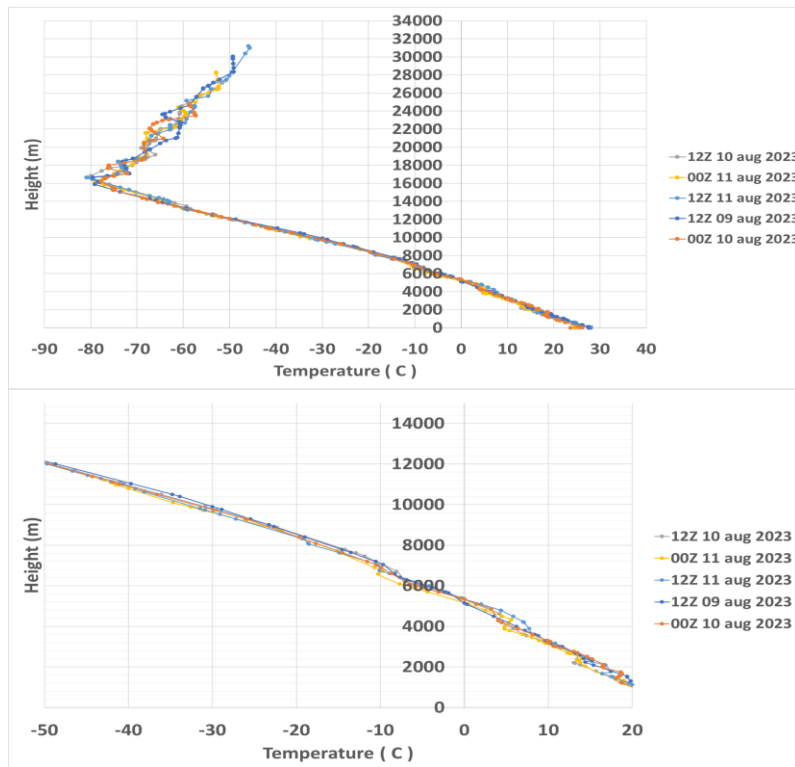 34000
32000
30000
28000
26000
24000
22000
20000
18000
16000
14000
12000
10000
8000
6000
4000
2000
0
Height (m)
-90 -80 -70 -60 -50 -40 -30 -20 -10 0 10 20 30 40
Temperature ( C )
12Z 10 aug 2023
00Z 11 aug 2023
12Z 11 aug 2023
12Z 09 aug 2023
00Z 10 aug 2023
14000
12000
10000
8000
6000
4000
2000
0
Height (m)
-50 -40 -30 -20 -10 0 10 20
Temperature ( C )
12Z 10 aug 2023
00Z 11 aug 2023
12Z 11 aug 2023
12Z 09 aug 2023
00Z 10 aug 2023